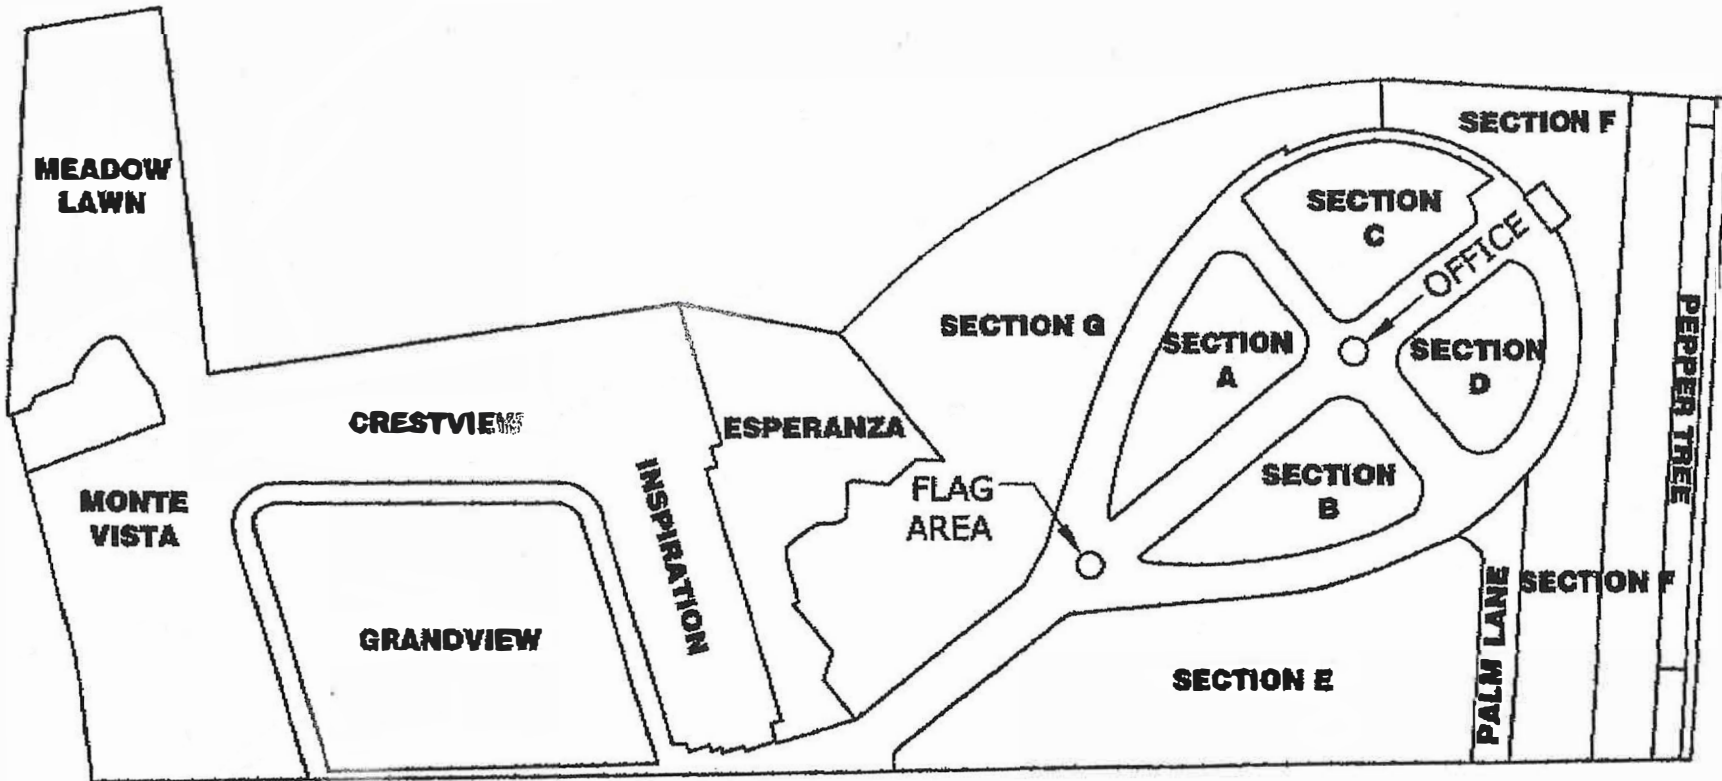 MEADOW
LAWN
MONTE
VISTA
CRESTVIEW
GRANDVIEW
INSPIRATION
ESPERANZA
FLAG
AREA
SECTION G
SECTION F
SECTION
C
OFFICE
SECTION
A
SECTION
D
SECTION
B
SECTION E
PALM LANE
SECTION F
PEPPER TREE